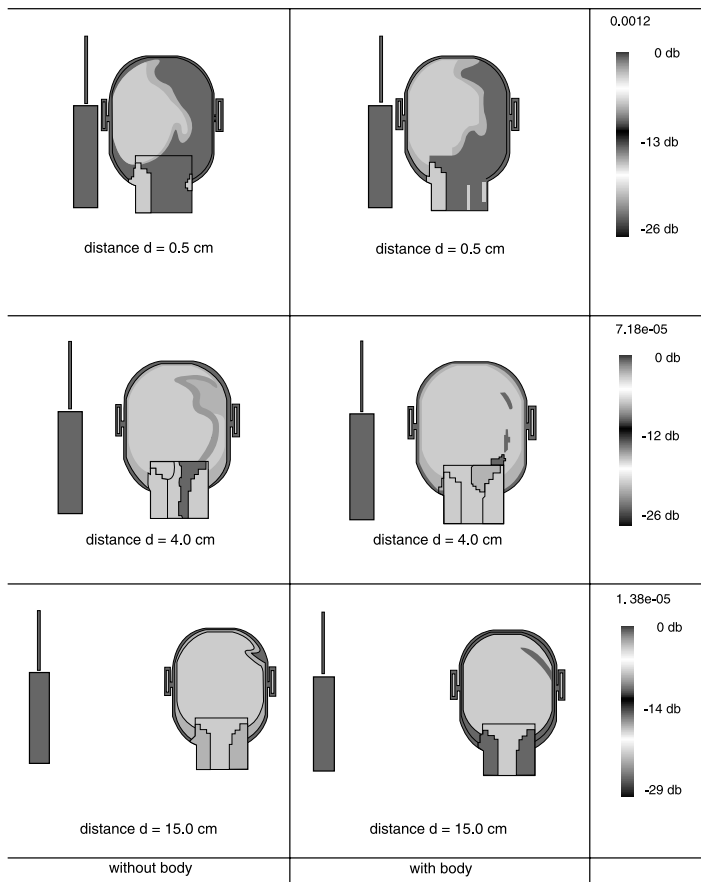 0.0012
0 db
-13 db
-26 db
distance d = 0.5 cm
distance d = 0.5 cm
7.18e-05
0 db
-12 db
-26 db
distance d = 4.0 cm
distance d = 4.0 cm
1.38e-05
0 db
-14 db
-29 db
distance d = 15.0 cm
distance d = 15.0 cm
without body
with body